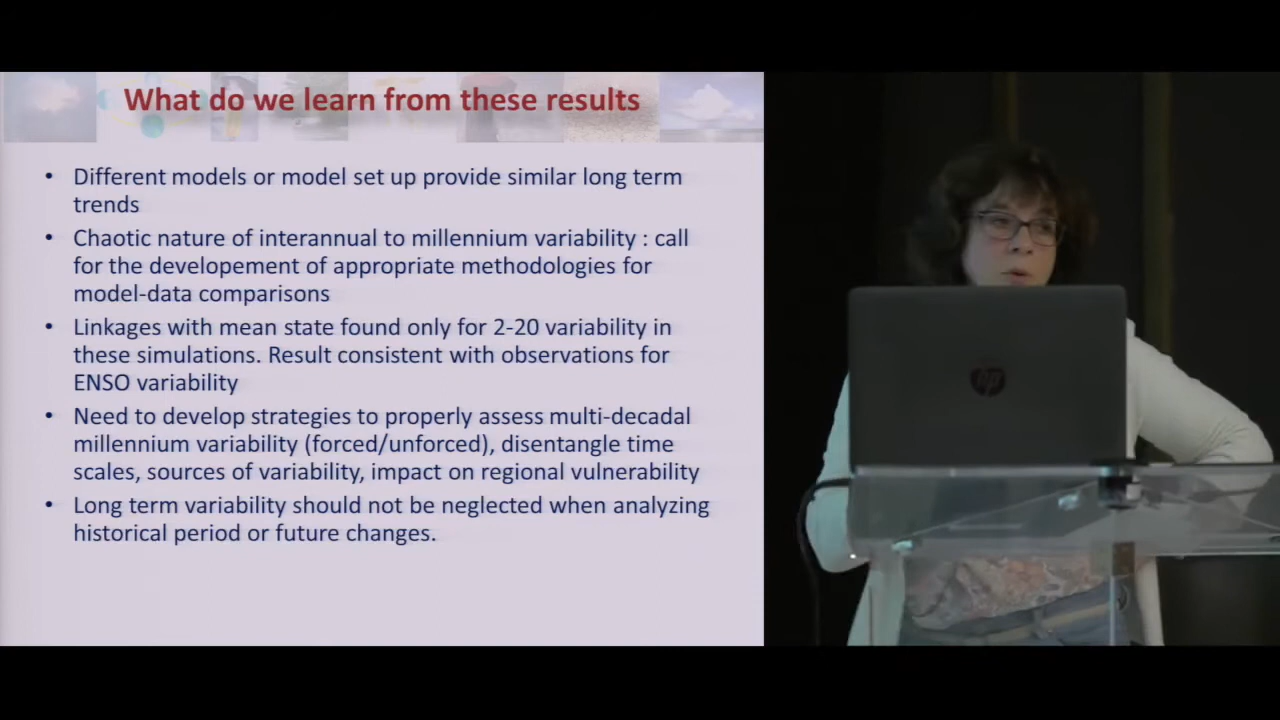 What do we learn from these results
• Different models or model set up provide similar long term
trends
• Chaotic nature of interannual to millennium variability : call
for the developement of appropriate methodologies for
model-data comparisons
• Linkages with mean state found only for 2-20 variability in
these simulations. Result consistent with observations for
ENSO variability
• Need to develop strategies to properly assess multi-decadal
millennium variability (forced/unforced), disentangle time
scales, sources of variability, impact on regional vulnerability
• Long term variability should not be neglected when analyzing
historical period or future changes.
hp